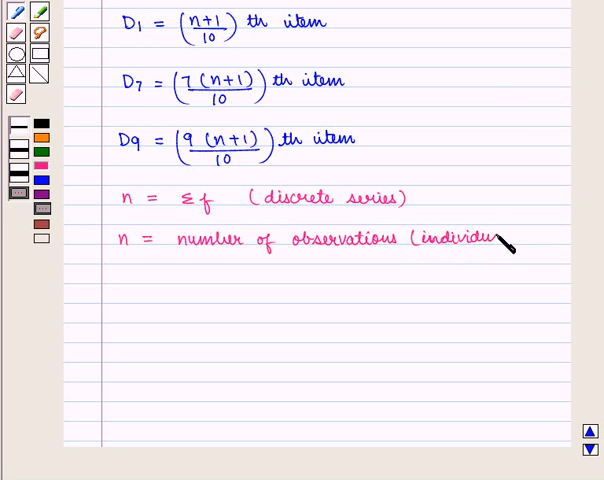 D1 = (n+1/10) th item
D7 = (7(n+1)/10) th item
D9 = (9(n+1)/10) th item
n = Σf (discrete series)
n = number of observations (individu